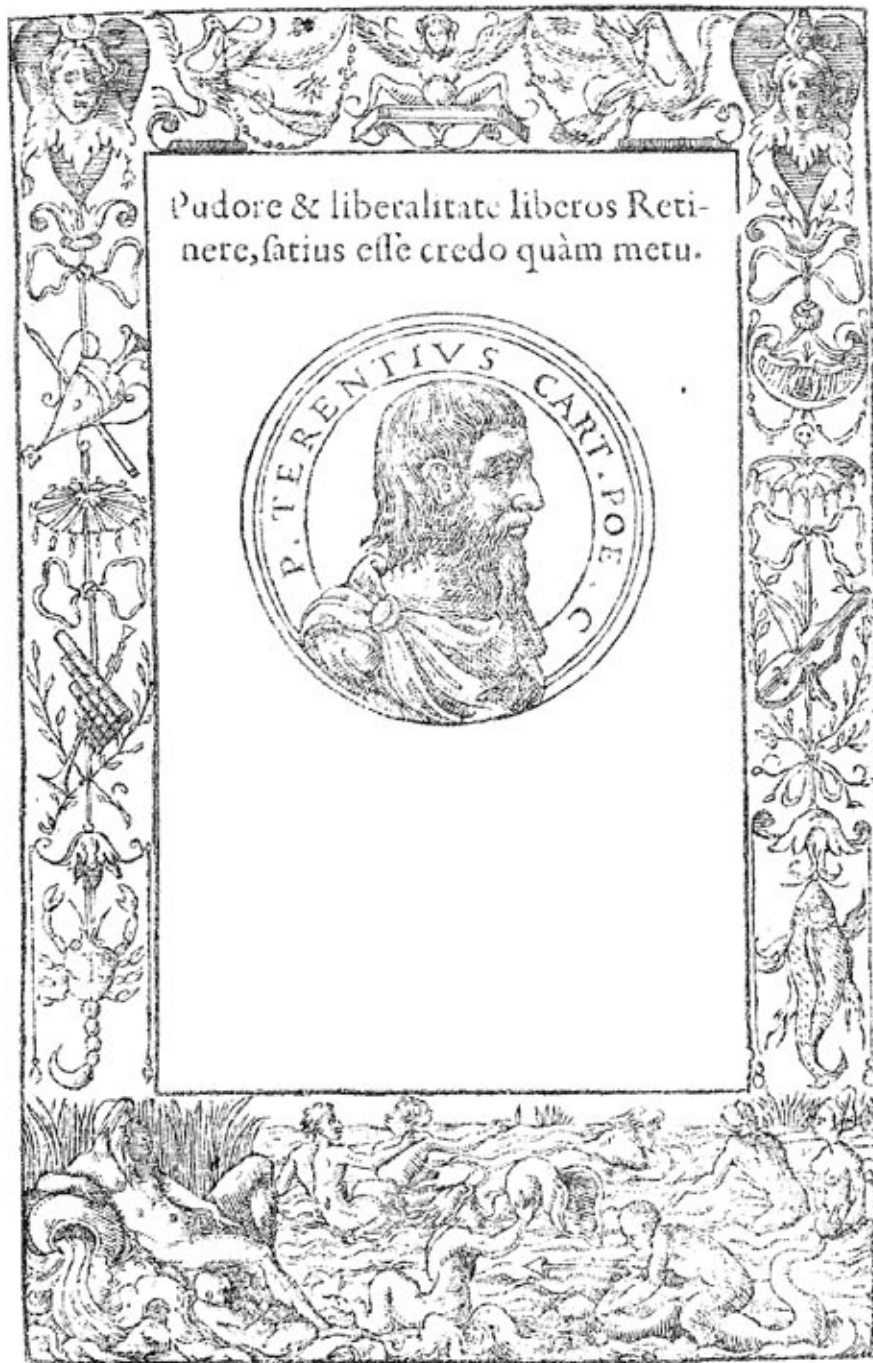 Pudore & liberalitate liberos Reti-
nere, satius esse credo quàm metu.
P. TERENTIVS CART. POE. C